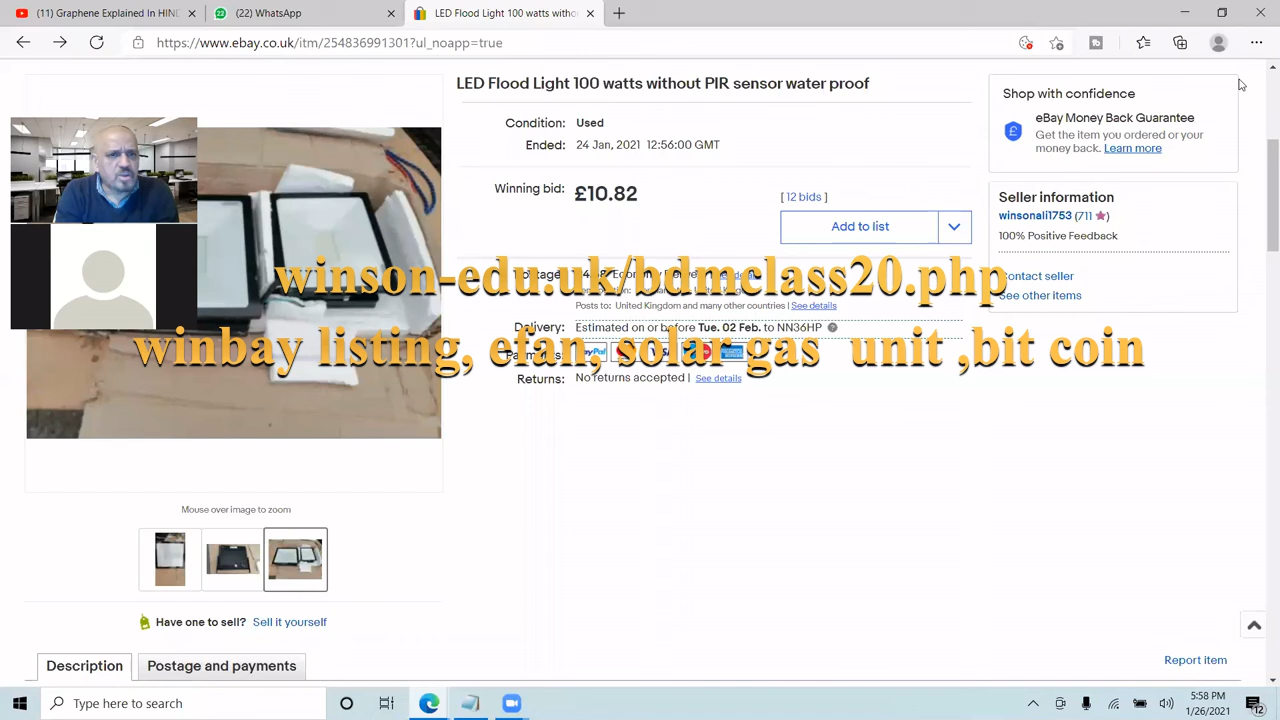 (11) Graphene Explained in HIND
(22) WhatsApp
LED Flood Light 100 watts witho
https://www.ebay.co.uk/itm/254836991301?ul_noapp=true
LED Flood Light 100 watts without PIR sensor water proof
Condition: Used
Ended: 24 Jan, 2021 12:56:00 GMT
Winning bid: £10.82 [ 12 bids ]
Add to list
Shop with confidence
eBay Money Back Guarantee
Get the item you ordered or your
money back. Learn more
Seller information
winsonali1753 (711)
100% Positive Feedback
Contact seller
See other items
winson-edu.uk/bdmclass20.php
Posts to: United Kingdom and many other countries | See details
Delivery: Estimated on or before Tue. 02 Feb. to NN36HP
winbay listing, efan, solar gas unit ,bit coin
Payments: PayPal VISA
Returns: No returns accepted | See details
Mouse over image to zoom
Have one to sell? Sell it yourself
Description
Postage and payments
Report item
Type here to search
5:58 PM
1/26/2021
12